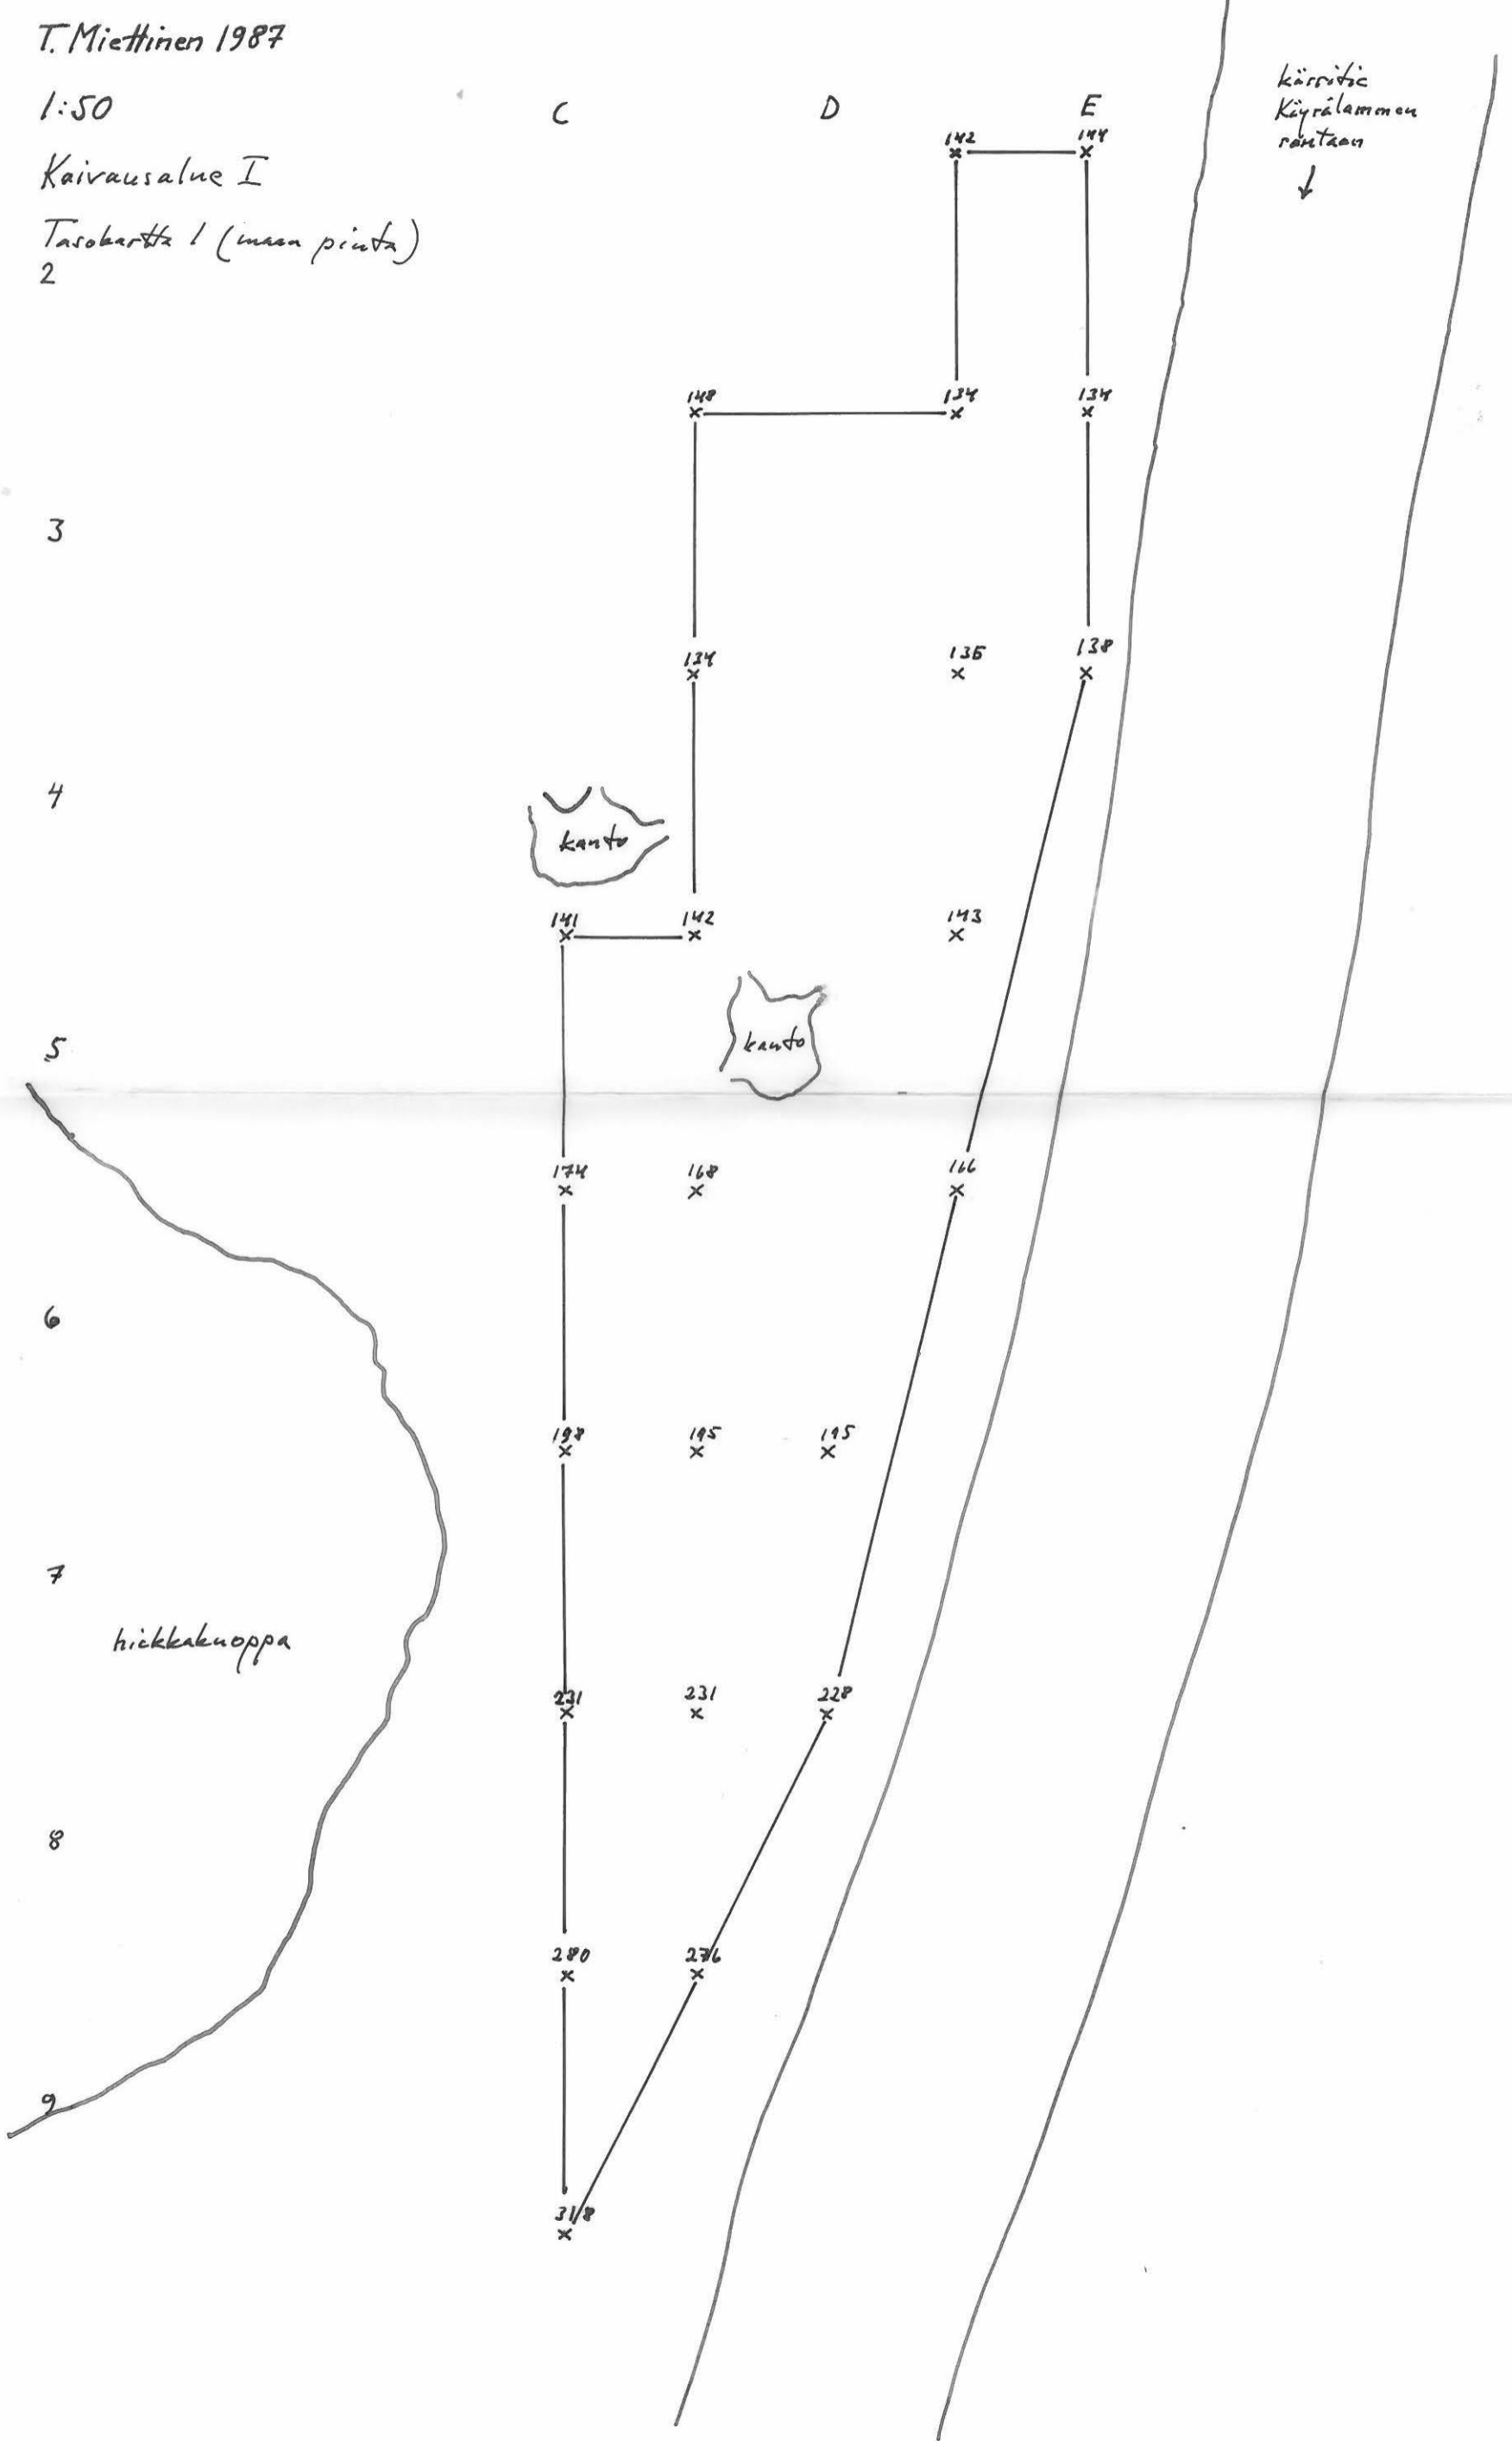 T. Miettinen 1987
1:50
Kaivausalue I
Tasokartta 1 (maan pinta)
C D E
kärritie
Käyrälammen
rantaan
142 144
2
148 134 134
3
134 136 138
4
kanto
141 142 143
kanto
5
174 168 166
6
198 195 195
7
hiekkakuoppa
231 231 228
8
280 276
9
318